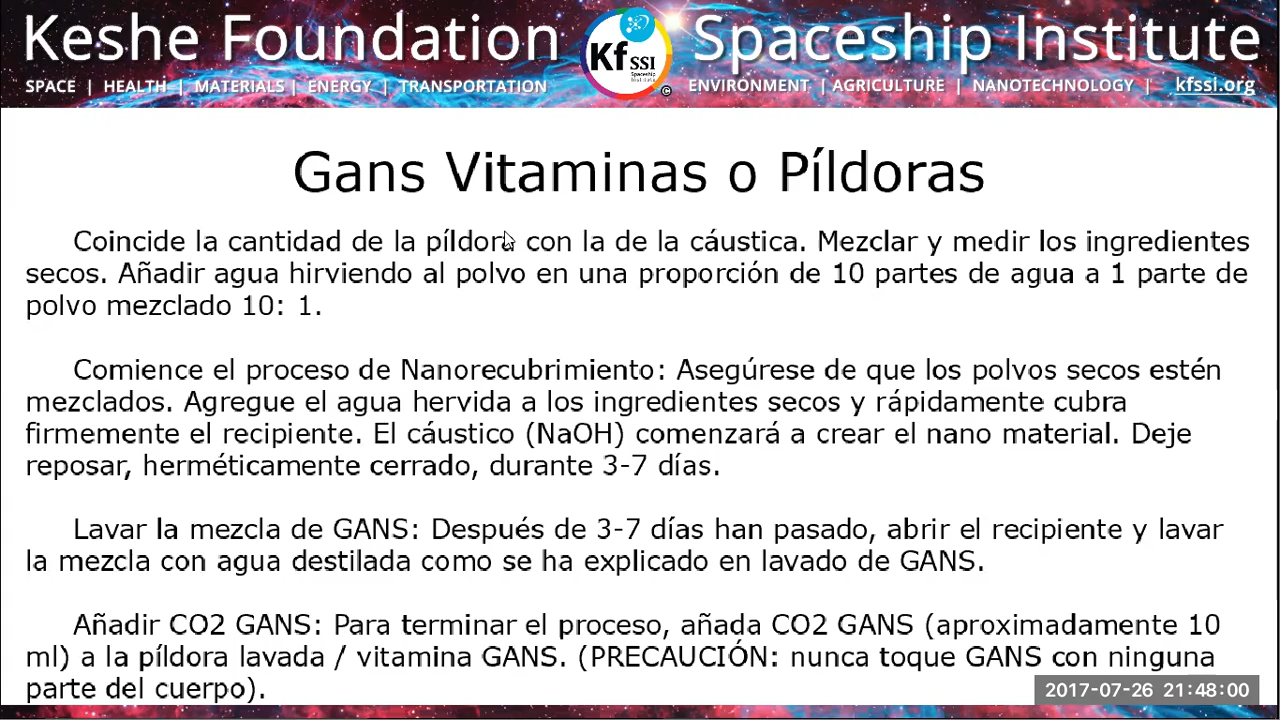 Keshe Foundation Kf SSI Spaceship Institute © Spaceship Institute
SPACE | HEALTH | MATERIALS | ENERGY | TRANSPORTATION ENVIRONMENT | AGRICULTURE | NANOTECHNOLOGY | kfssi.org
Gans Vitaminas o Píldoras
Coincide la cantidad de la píldora con la de la cáustica. Mezclar y medir los ingredientes
secos. Añadir agua hirviendo al polvo en una proporción de 10 partes de agua a 1 parte de
polvo mezclado 10: 1.
Comience el proceso de Nanorecubrimiento: Asegúrese de que los polvos secos estén
mezclados. Agregue el agua hervida a los ingredientes secos y rápidamente cubra
firmemente el recipiente. El cáustico (NaOH) comenzará a crear el nano material. Deje
reposar, herméticamente cerrado, durante 3-7 días.
Lavar la mezcla de GANS: Después de 3-7 días han pasado, abrir el recipiente y lavar
la mezcla con agua destilada como se ha explicado en lavado de GANS.
Añadir CO2 GANS: Para terminar el proceso, añada CO2 GANS (aproximadamente 10
ml) a la píldora lavada / vitamina GANS. (PRECAUCIÓN: nunca toque GANS con ninguna
parte del cuerpo).
2017-07-26 21:48:00